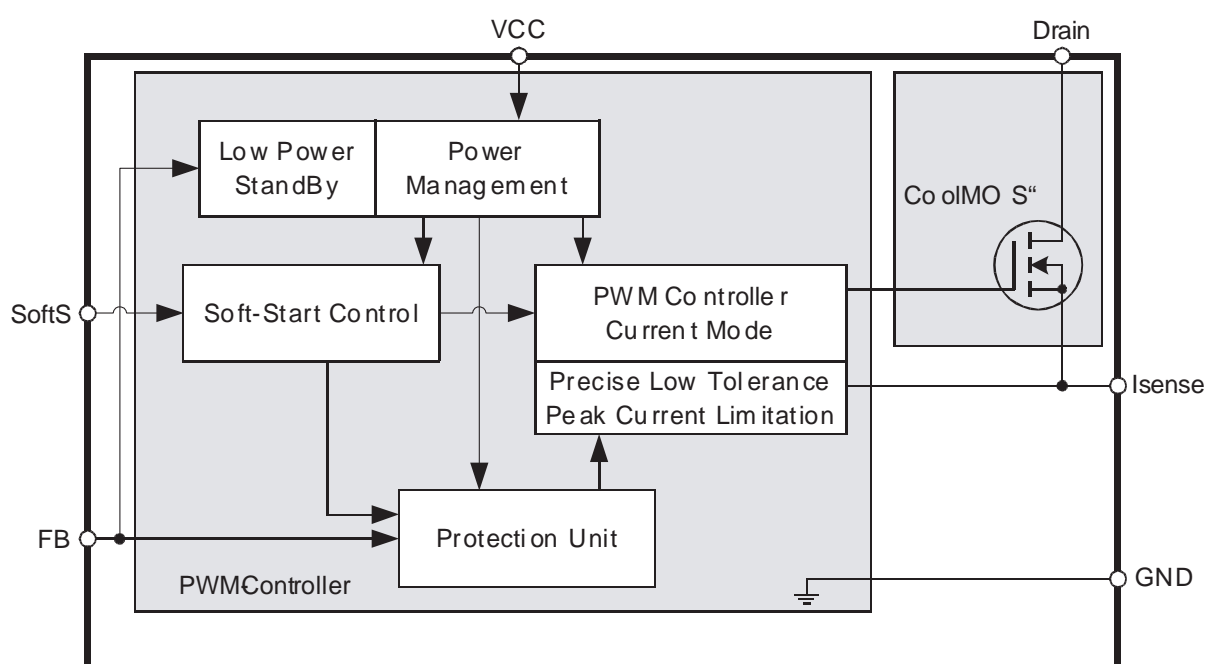 VCC
Drain
Low Power
StandBy
Power
Management
CoolMOS“
SoftS
Soft-Start Control
PWM Controller
Current Mode
Precise Low Tolerance
Peak Current Limitation
Isense
FB
Protection Unit
PWM-Controller
GND